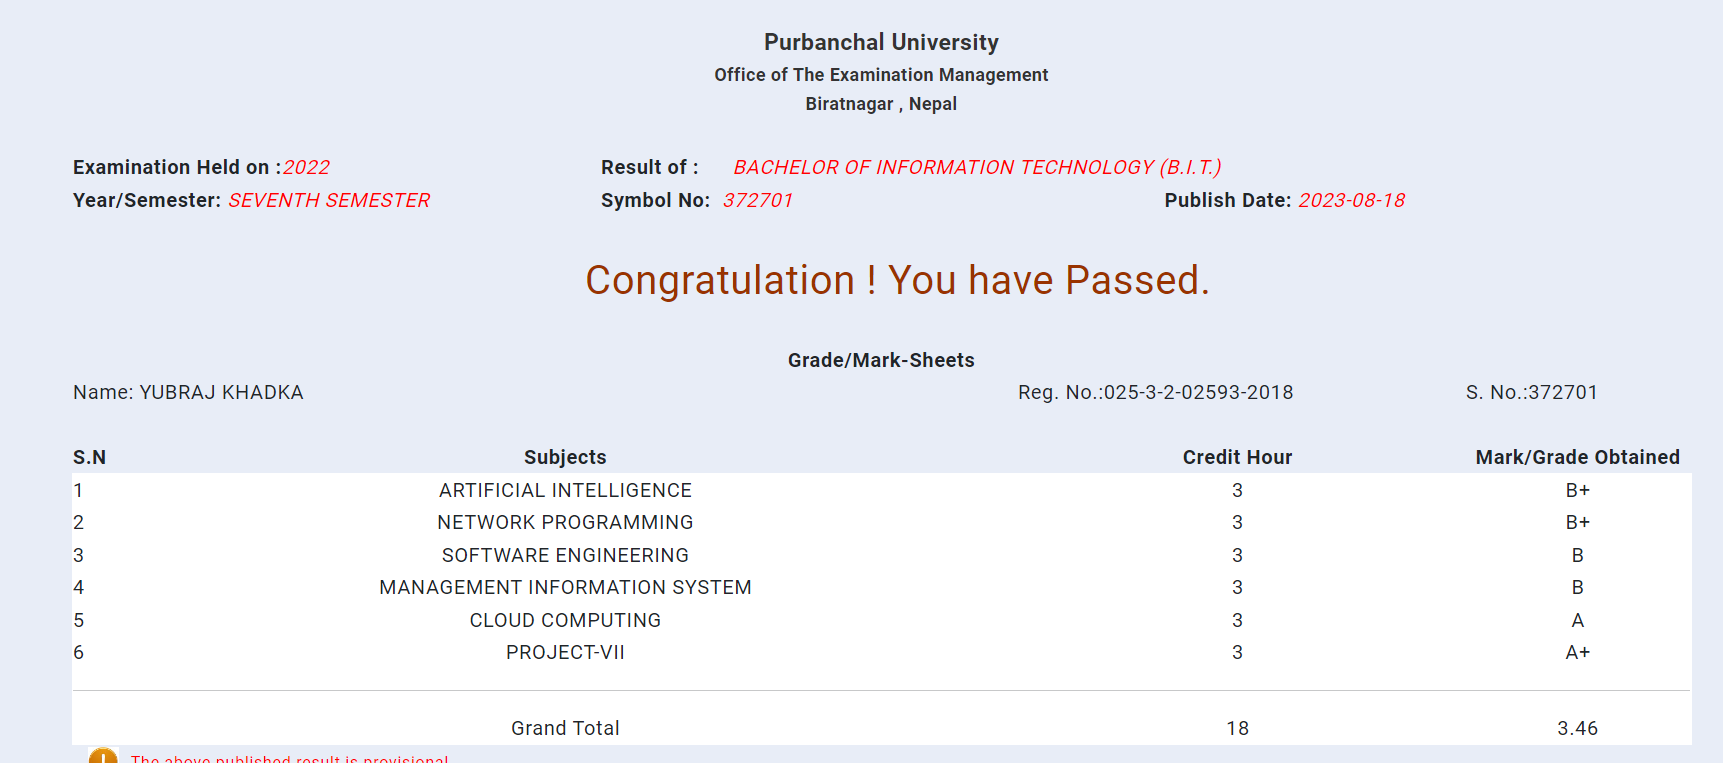 Purbanchal University
Office of The Examination Management
Biratnagar , Nepal
Examination Held on :2022 Result of : BACHELOR OF INFORMATION TECHNOLOGY (B.I.T.)
Year/Semester: SEVENTH SEMESTER Symbol No: 372701 Publish Date: 2023-08-18
Congratulation ! You have Passed.
Grade/Mark-Sheets
Name: YUBRAJ KHADKA Reg. No.:025-3-2-02593-2018 S. No.:372701
S.N Subjects Credit Hour Mark/Grade Obtained
1 ARTIFICIAL INTELLIGENCE 3 B+
2 NETWORK PROGRAMMING 3 B+
3 SOFTWARE ENGINEERING 3 B
4 MANAGEMENT INFORMATION SYSTEM 3 B
5 CLOUD COMPUTING 3 A
6 PROJECT-VII 3 A+
Grand Total 18 3.46
The above published result is provisional